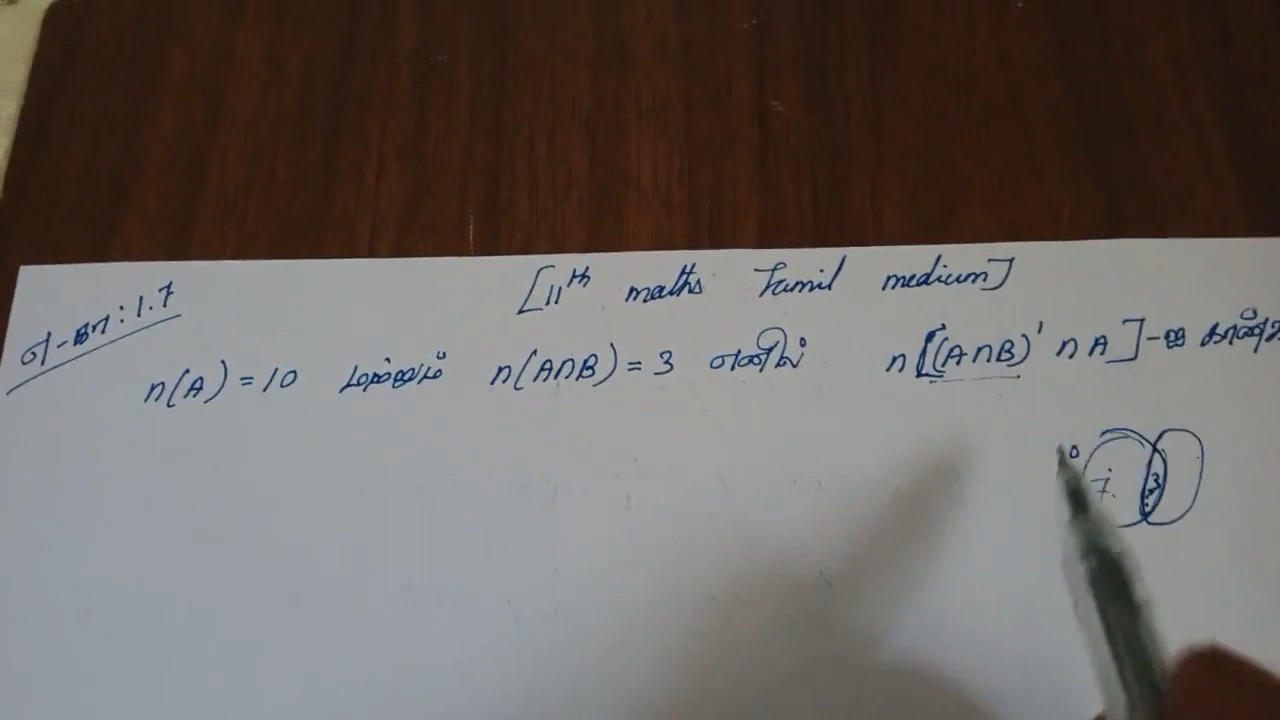 [11th maths Tamil medium]
எ-கா : 1.7
n(A) = 10 மற்றும் n(A∩B) = 3 எனில் n[(A∩B)' ∩ A] - ஐ
10
7 3